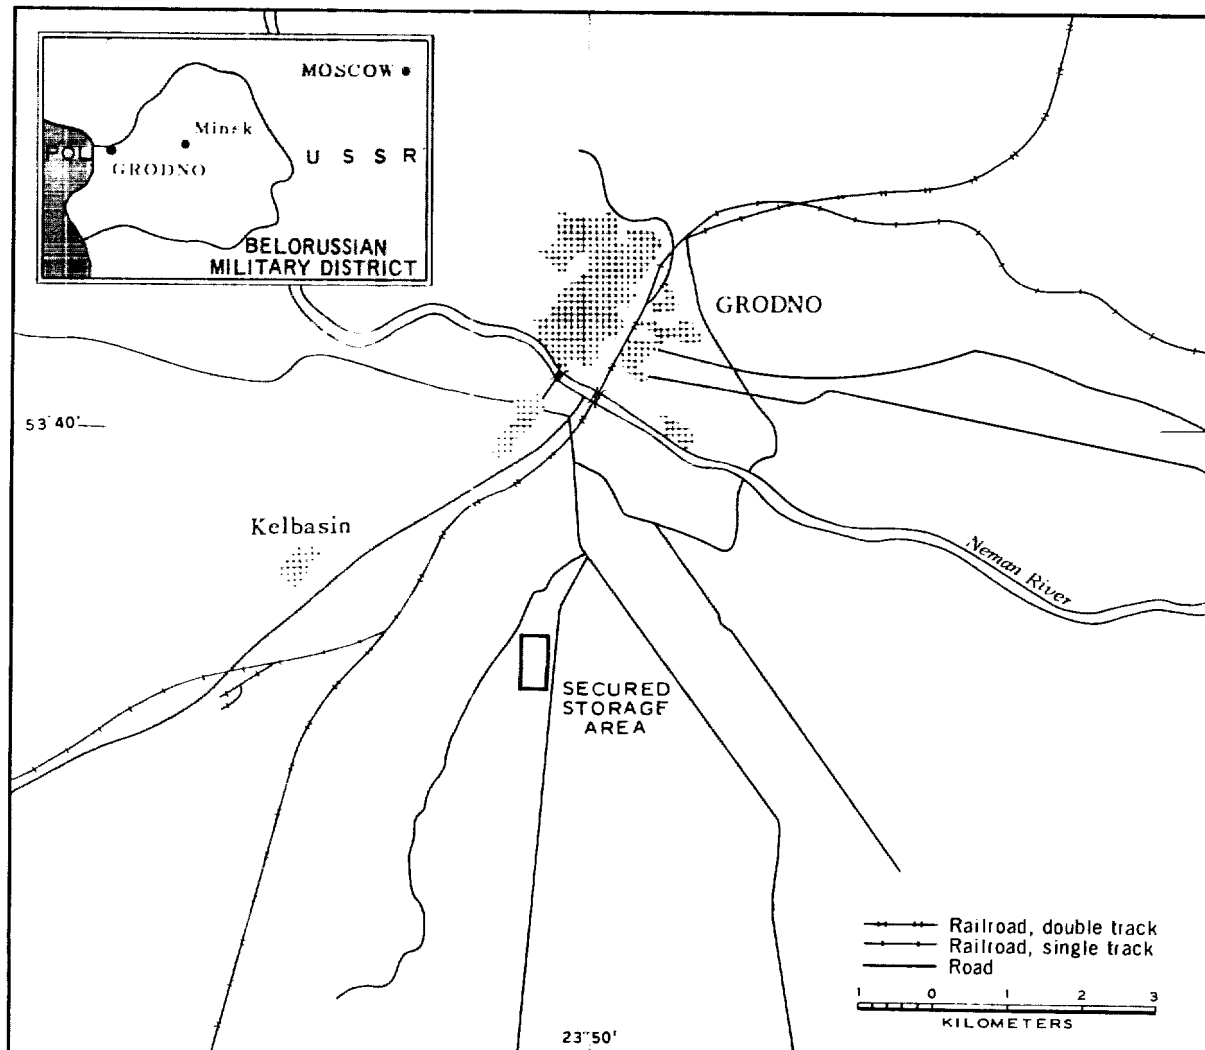 MOSCOW
Minsk
POL
GRODNO
U S S R
BELORUSSIAN
MILITARY DISTRICT
GRODNO
53°40'
Kelbasin
Neman River
SECURED
STORAGE
AREA
Railroad, double track
Railroad, single track
Road
1 0 1 2 3
KILOMETERS
23°50'